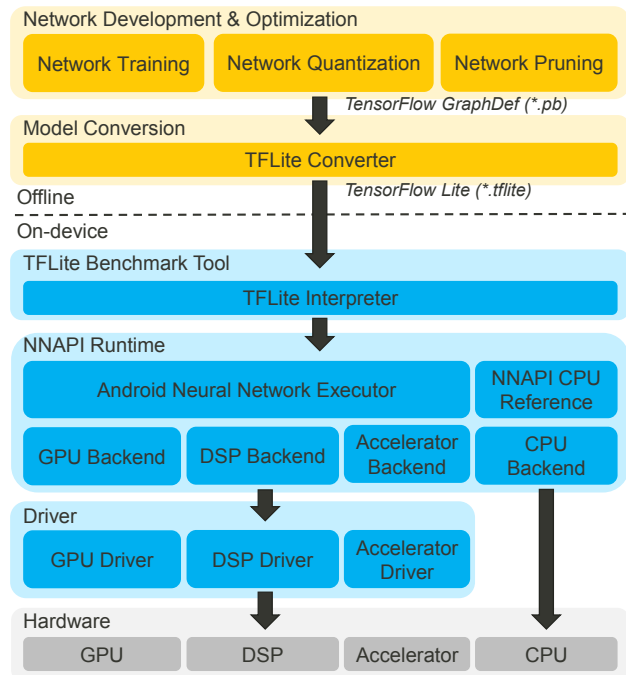 Network Development & Optimization
Network Training
Network Quantization
Network Pruning
TensorFlow GraphDef (*.pb)
Model Conversion
TFLite Converter
TensorFlow Lite (*.tflite)
Offline
On-device
TFLite Benchmark Tool
TFLite Interpreter
NNAPI Runtime
Android Neural Network Executor
NNAPI CPU
Reference
GPU Backend
DSP Backend
Accelerator
Backend
CPU
Backend
Driver
GPU Driver
DSP Driver
Accelerator
Driver
Hardware
GPU
DSP
Accelerator
CPU